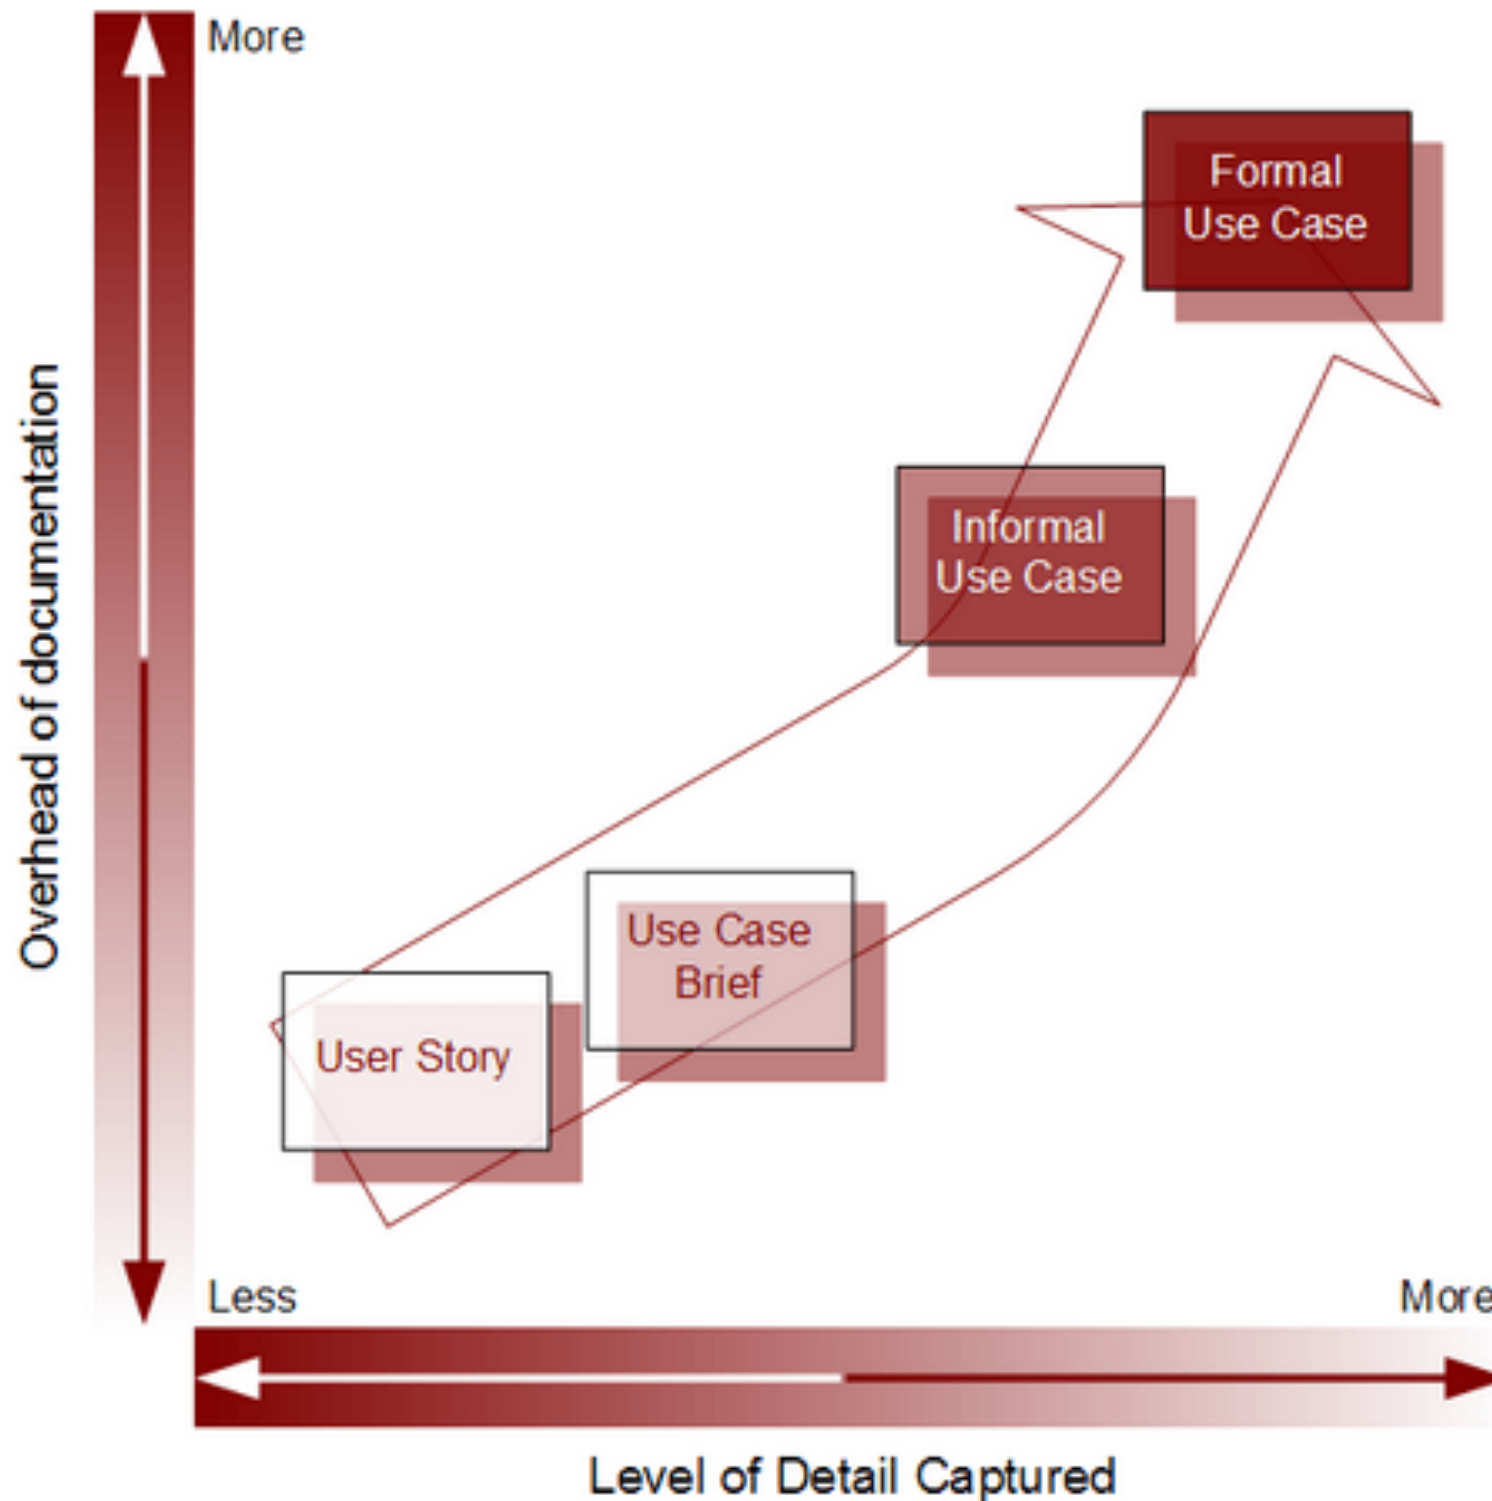 More
Formal
Use Case
Informal
Use Case
Overhead of documentation
Use Case
Brief
User Story
Less
More
Level of Detail Captured